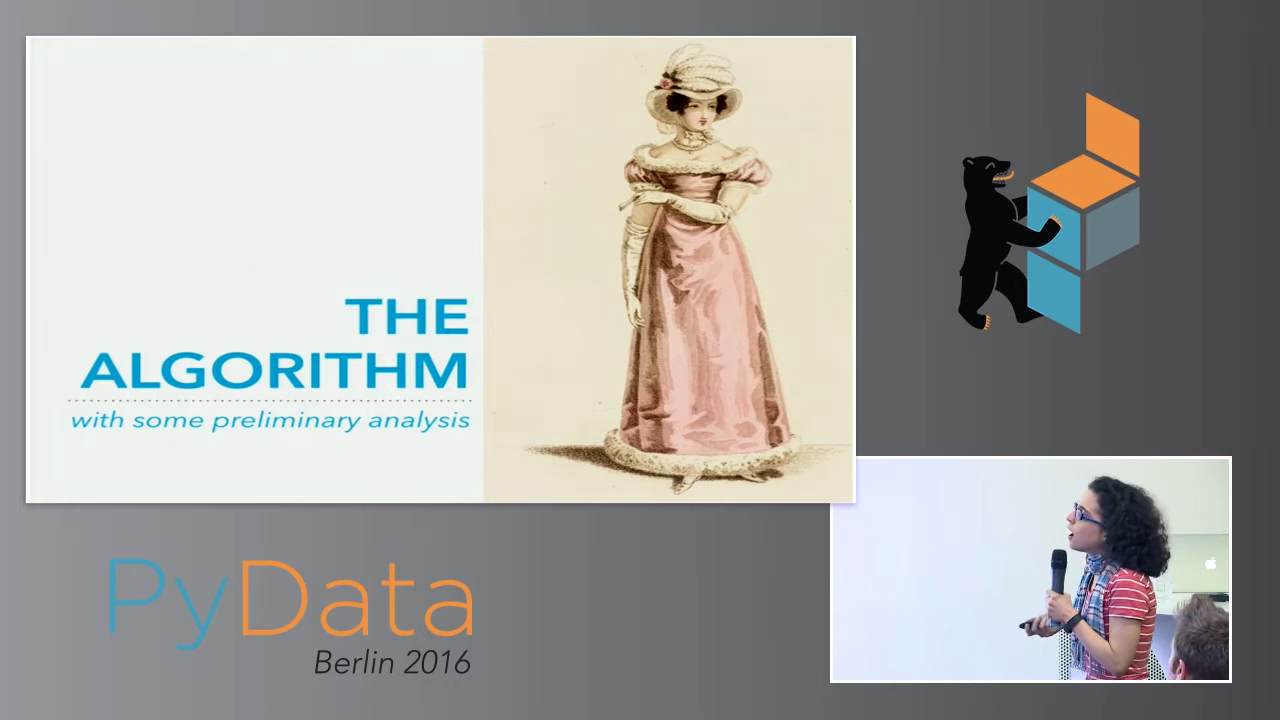 THE
ALGORITHM
with some preliminary analysis
PyData
Berlin 2016